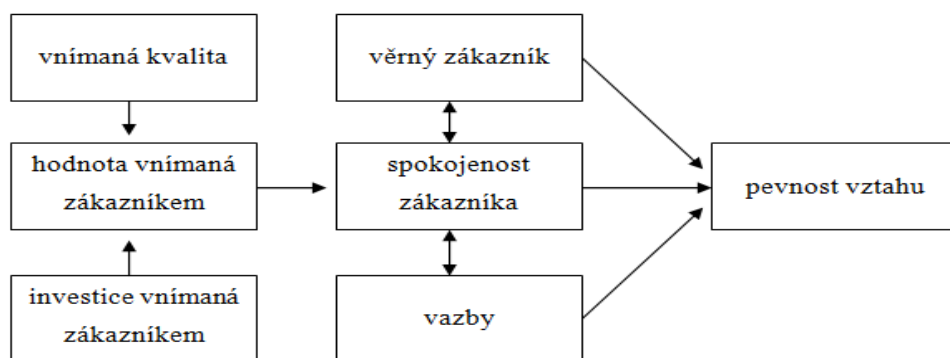 vnímaná kvalita
věrný zákazník
hodnota vnímaná
zákazníkem
spokojenost
zákazníka
pevnost vztahu
investice vnímaná
zákazníkem
vazby